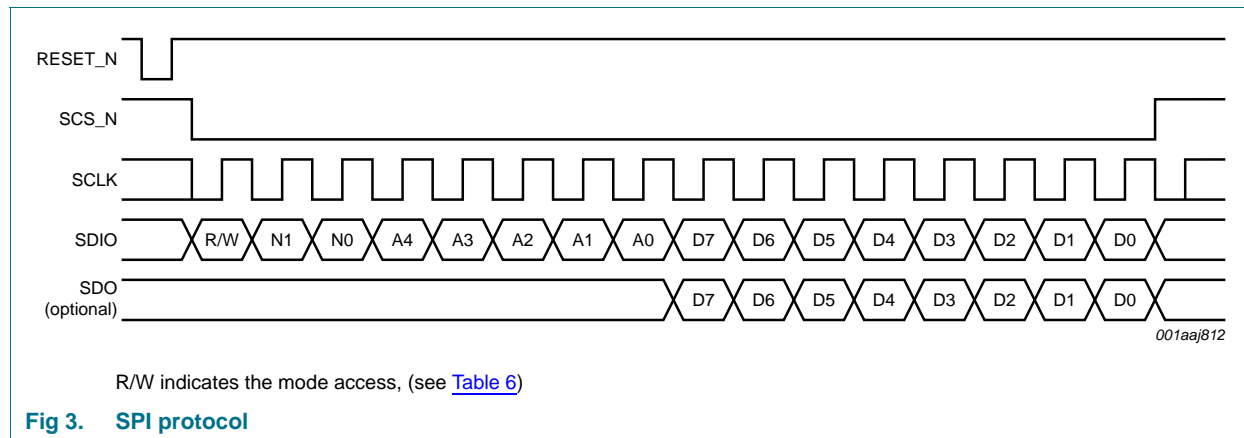 RESET_N
SCS_N
SCLK
SDIO R/W N1 N0 A4 A3 A2 A1 A0 D7 D6 D5 D4 D3 D2 D1 D0
SDO
(optional) D7 D6 D5 D4 D3 D2 D1 D0
001aaj812
R/W indicates the mode access, (see Table 6)
Fig 3. SPI protocol